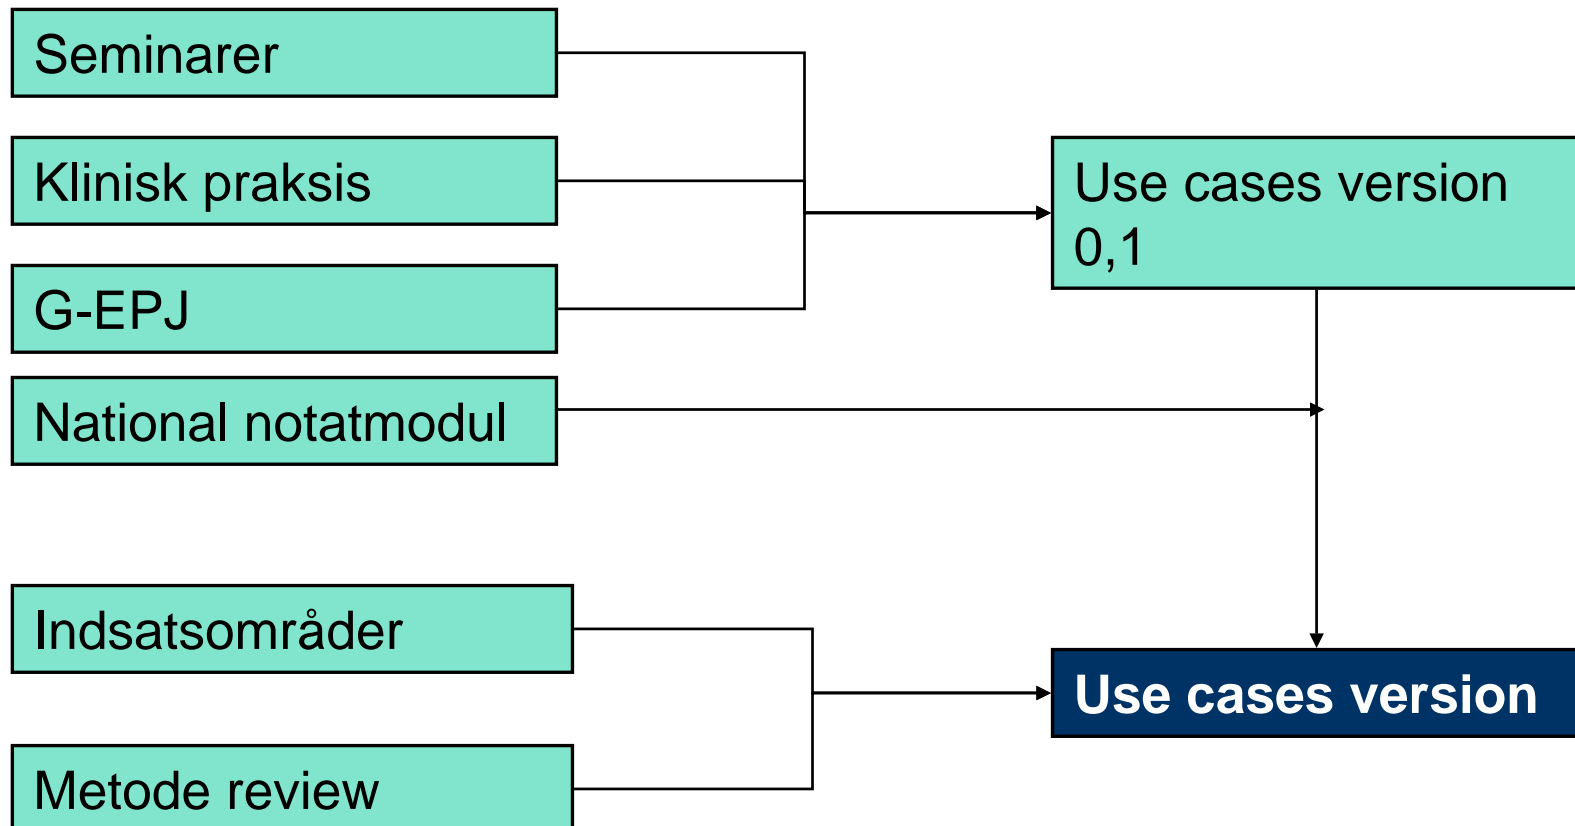 Seminarer
Klinisk praksis
G-EPJ
National notatmodul
Indsatsområder
Metode review
Use cases version
0,1
Use cases version